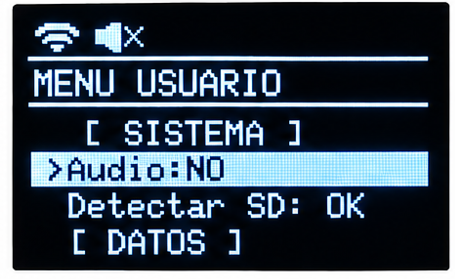 MENU USUARIO
[ SISTEMA ]
>Audio:NO
Detectar SD: OK
[ DATOS ]